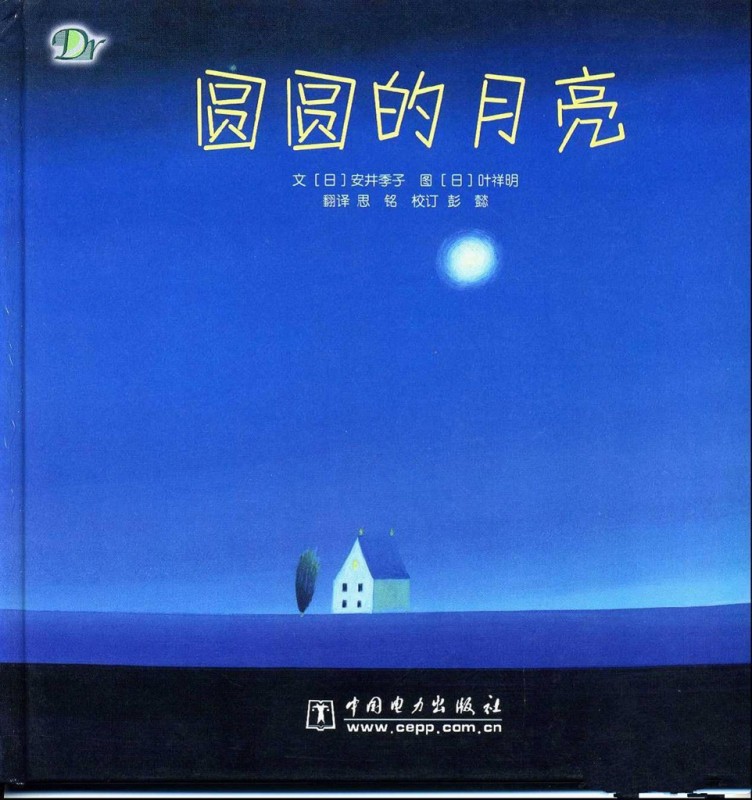 Dr
圆圆的月亮
文［日］安井季子 图［日］叶祥明
翻译 思 铭 校订 彭 懿
中国电力出版社
www.cepp.com.cn